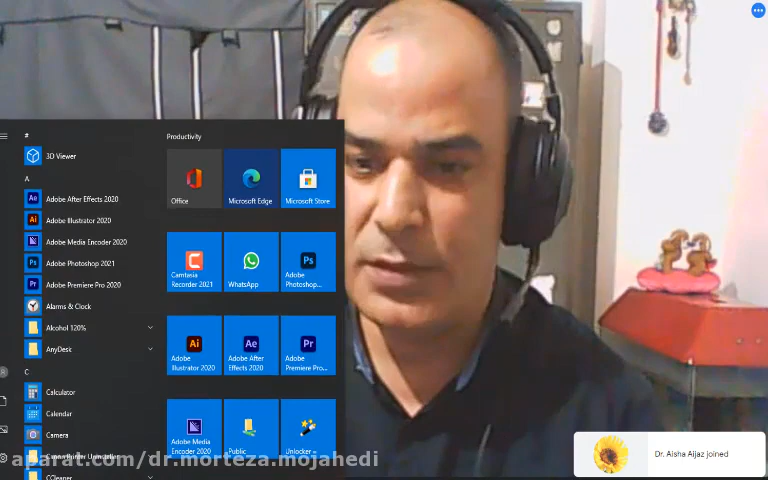 #
3D Viewer
A
Adobe After Effects 2020
Adobe Illustrator 2020
Adobe Media Encoder 2020
Adobe Photoshop 2021
Adobe Premiere Pro 2020
Alarms & Clock
Alcohol 120%
AnyDesk
C
Calculator
Calendar
Camera
CCleaner
Productivity
Office
Microsoft Edge
Microsoft Store
Camtasia
Recorder 2021
WhatsApp
Adobe
Photoshop...
Adobe
Illustrator 2020
Adobe After
Effects 2020
Adobe
Premiere Pro...
Adobe Media
Encoder 2020
Public
Unlocker =
Dr. Aisha Aijaz joined
aparat.com/dr.morteza.mojahedi